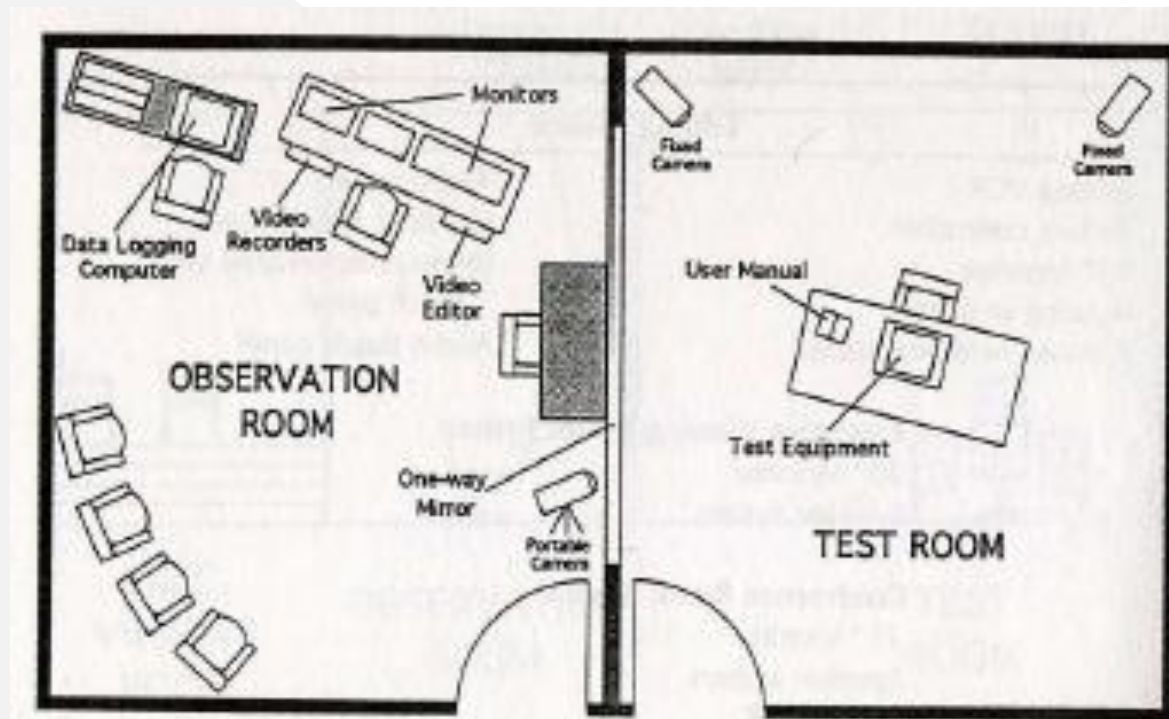 Monitors
Fixed
Camera
Fixed
Camera
Video
Recorders
Data Logging
Computer
Video
Editor
User Manual
OBSERVATION
ROOM
Test Equipment
One-way
Mirror
Portable
Camera
TEST ROOM